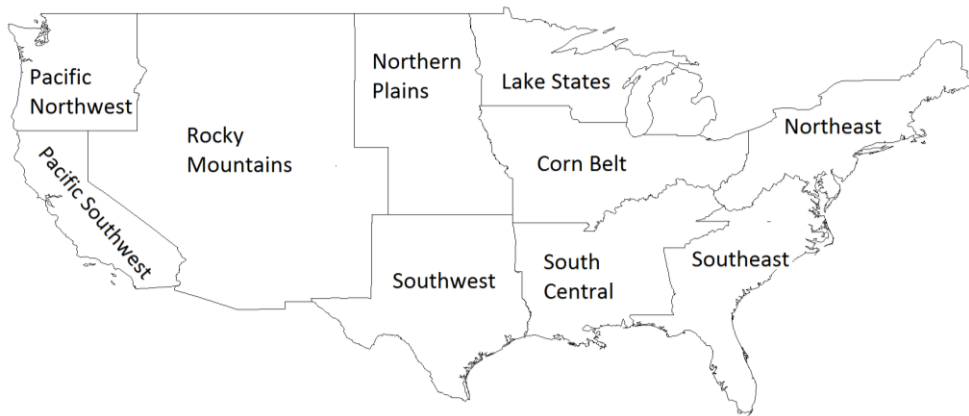 Pacific
Northwest
Rocky
Mountains
Northern
Plains
Lake States
Northeast
Corn Belt
Pacific Southwest
Southwest
South
Central
Southeast